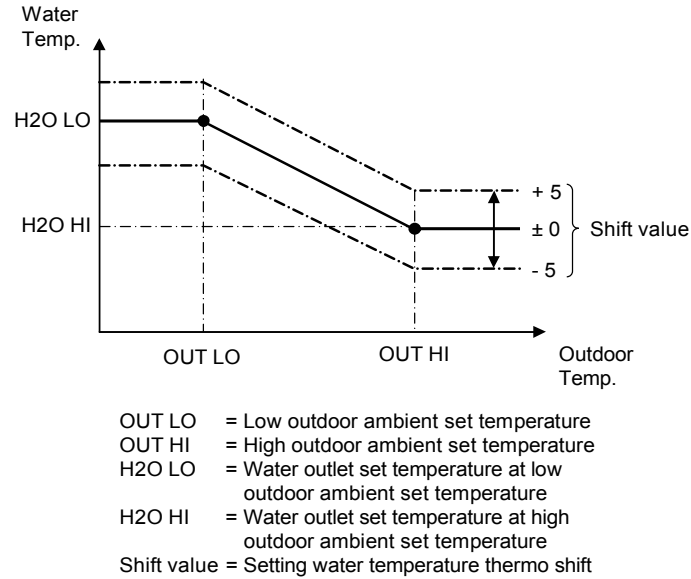 Water
Temp.
H2O LO
H2O HI
+ 5
± 0
- 5
Shift value
OUT LO
OUT HI
Outdoor
Temp.
OUT LO = Low outdoor ambient set temperature
OUT HI = High outdoor ambient set temperature
H2O LO = Water outlet set temperature at low
outdoor ambient set temperature
H2O HI = Water outlet set temperature at high
outdoor ambient set temperature
Shift value = Setting water temperature thermo shift